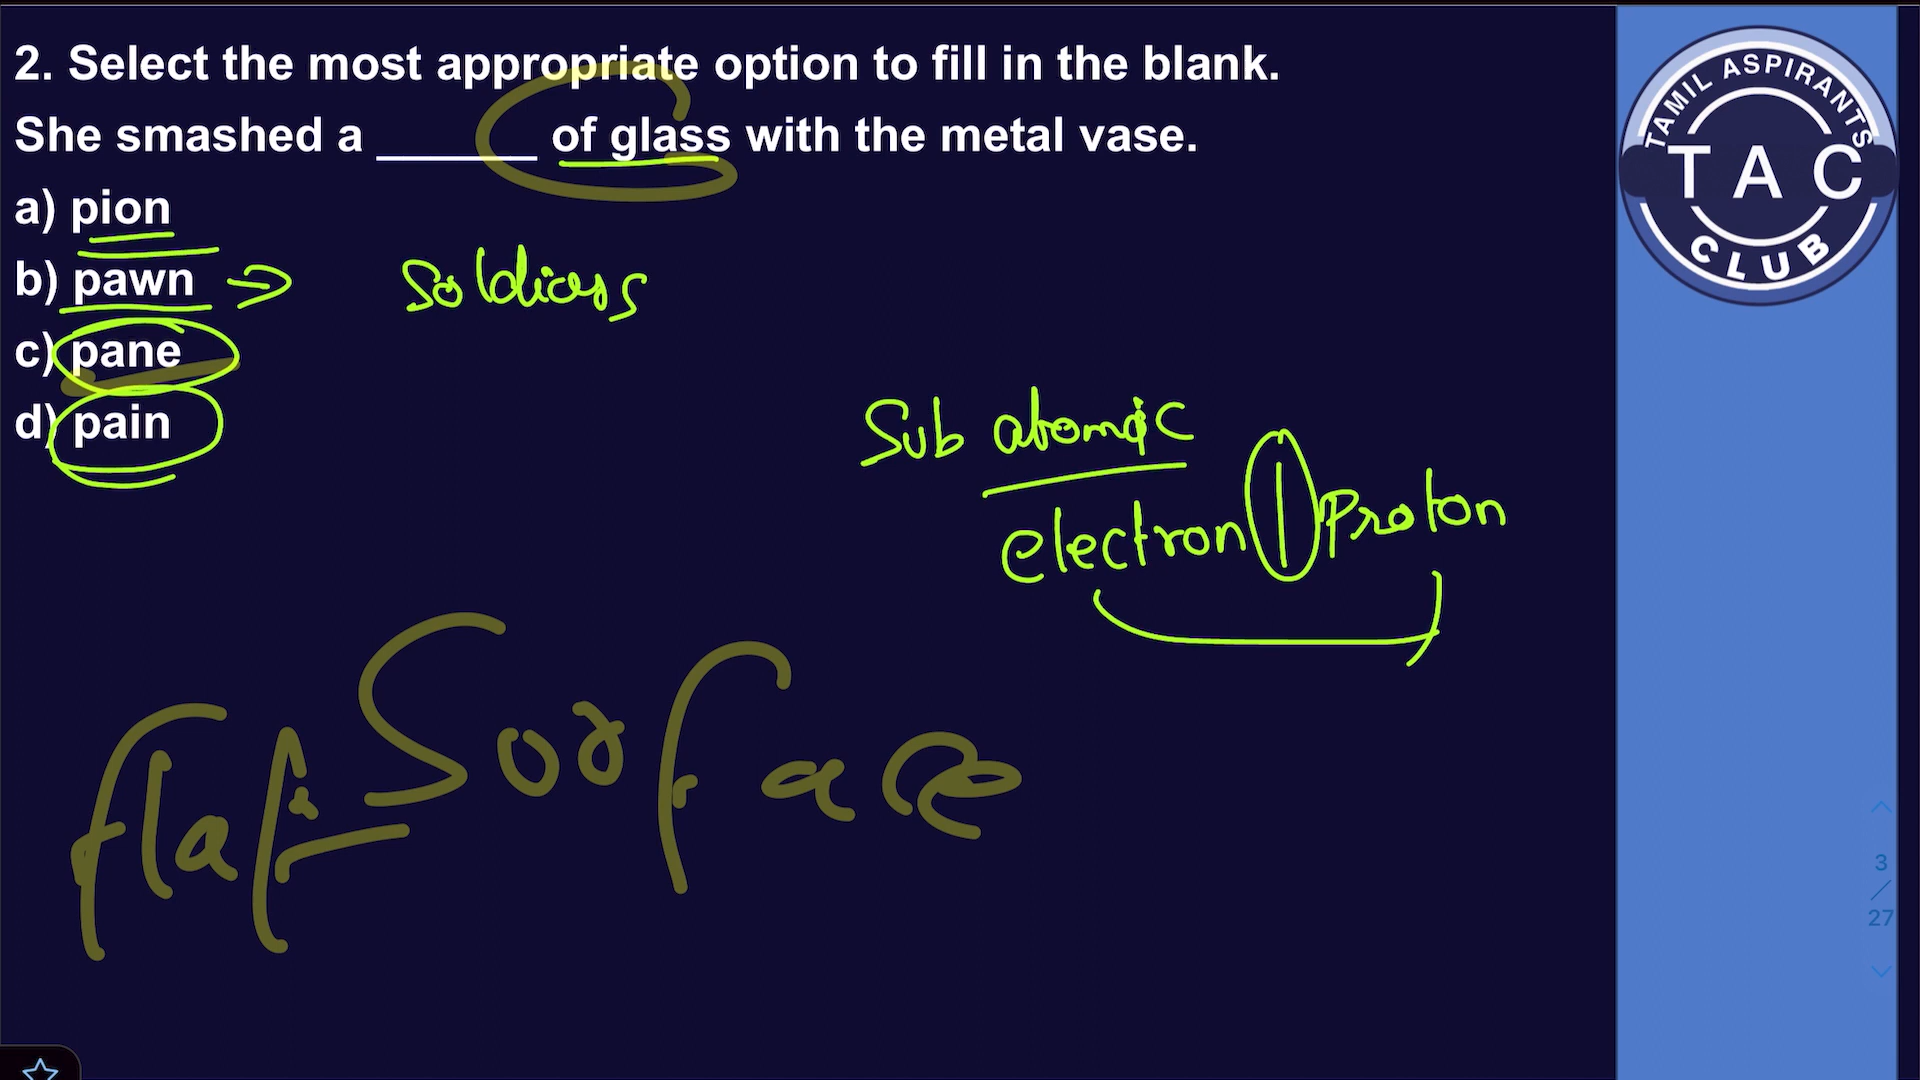 2. Select the most appropriate option to fill in the blank.
She smashed a ______ of glass with the metal vase.
a) pion
b) pawn → Soldiers
c) pane
d) pain
Sub atomic
electron | Proton
flat Surface
TAMIL ASPIRANTS
TAC
CLUB
3
/
27